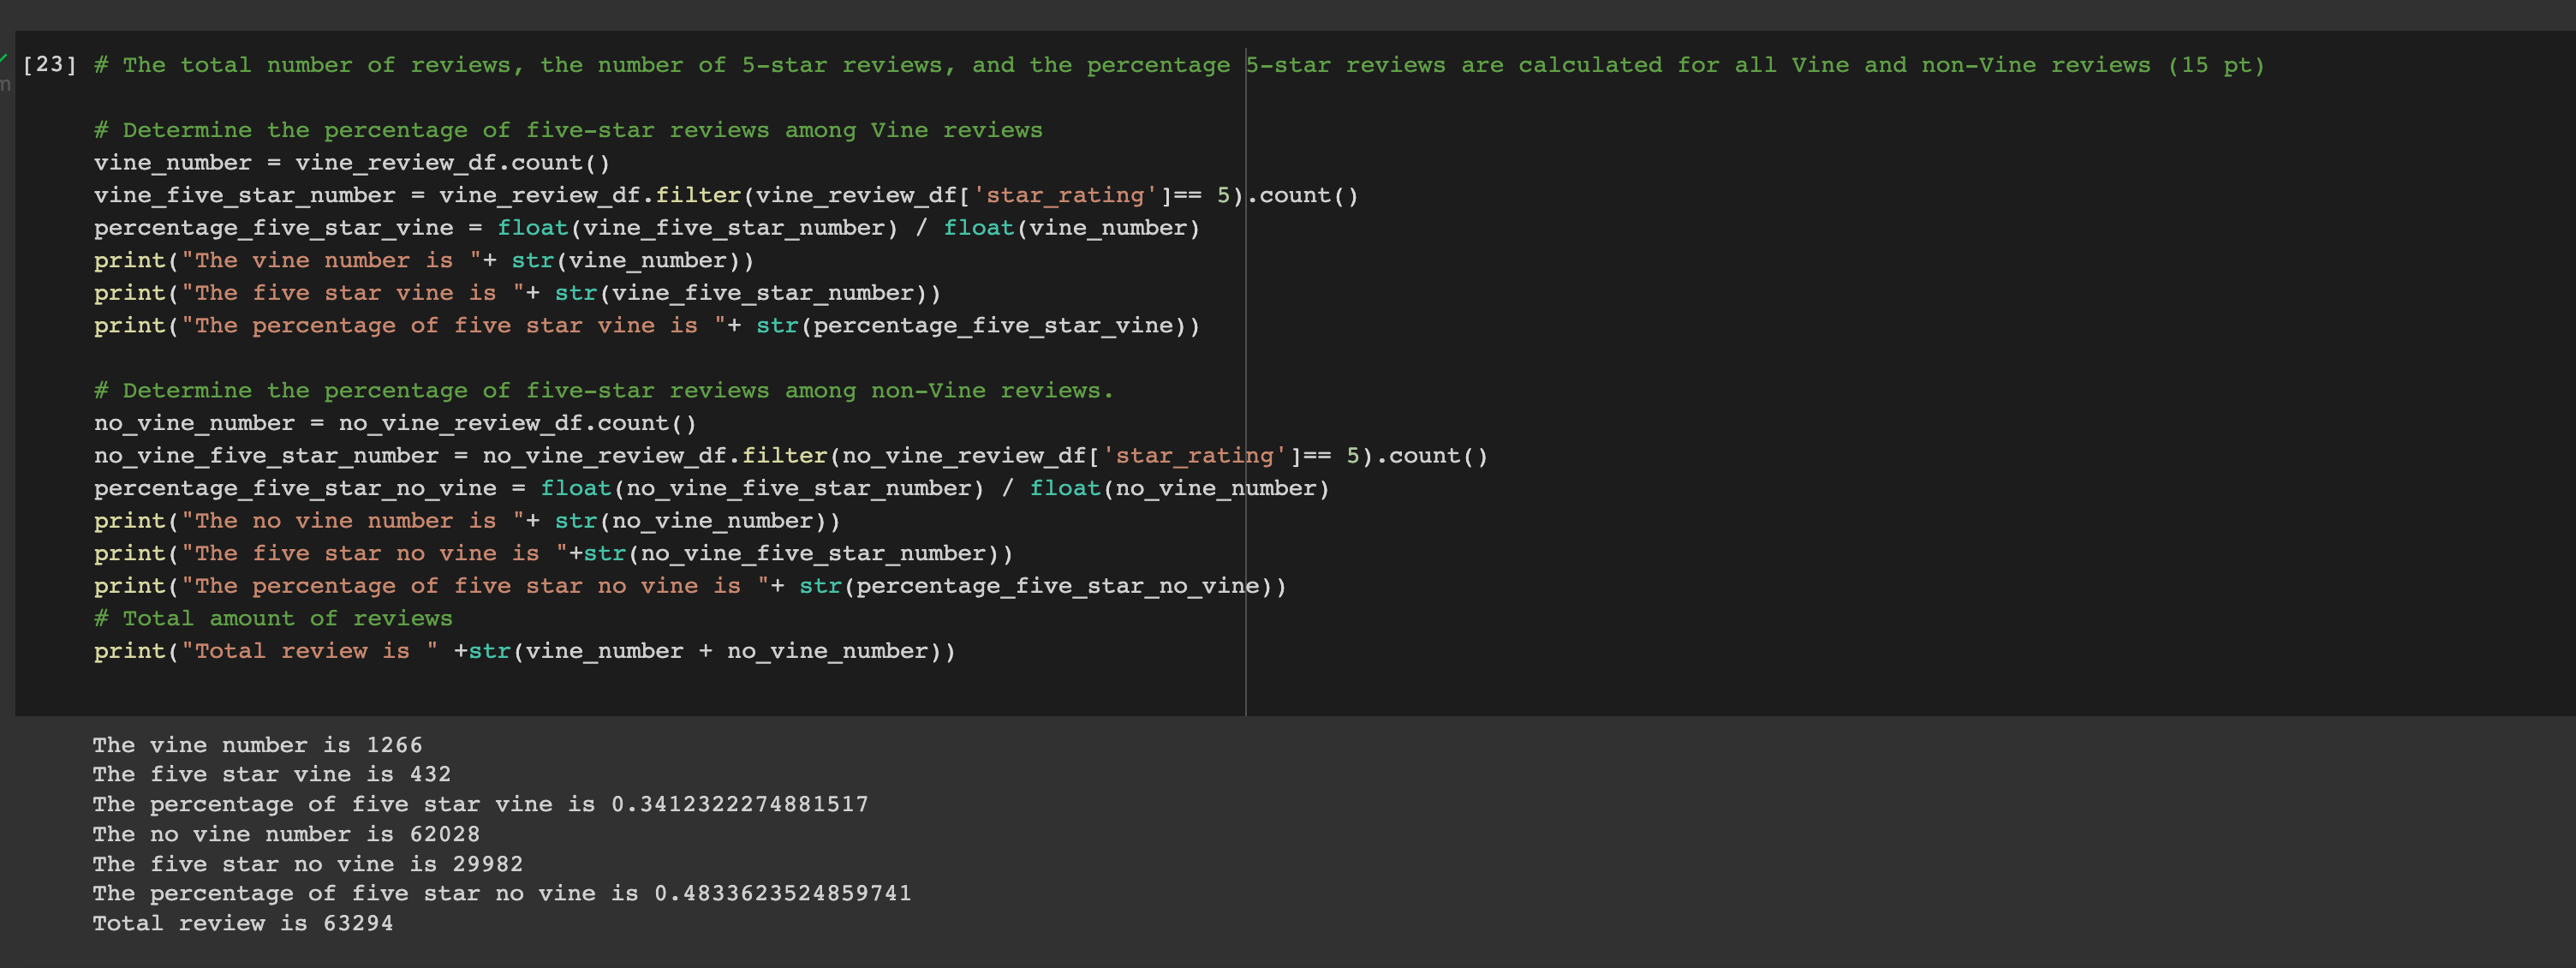 [23] # The total number of reviews, the number of 5-star reviews, and the percentage 5-star reviews are calculated for all Vine and non-Vine reviews (15 pt)
# Determine the percentage of five-star reviews among Vine reviews
vine_number = vine_review_df.count()
vine_five_star_number = vine_review_df.filter(vine_review_df['star_rating']== 5).count()
percentage_five_star_vine = float(vine_five_star_number) / float(vine_number)
print("The vine number is "+ str(vine_number))
print("The five star vine is "+ str(vine_five_star_number))
print("The percentage of five star vine is "+ str(percentage_five_star_vine))
# Determine the percentage of five-star reviews among non-Vine reviews.
no_vine_number = no_vine_review_df.count()
no_vine_five_star_number = no_vine_review_df.filter(no_vine_review_df['star_rating']== 5).count()
percentage_five_star_no_vine = float(no_vine_five_star_number) / float(no_vine_number)
print("The no vine number is "+ str(no_vine_number))
print("The five star no vine is "+str(no_vine_five_star_number))
print("The percentage of five star no vine is "+ str(percentage_five_star_no_vine))
# Total amount of reviews
print("Total review is " +str(vine_number + no_vine_number))
The vine number is 1266
The five star vine is 432
The percentage of five star vine is 0.3412322274881517
The no vine number is 62028
The five star no vine is 29982
The percentage of five star no vine is 0.4833623524859741
Total review is 63294